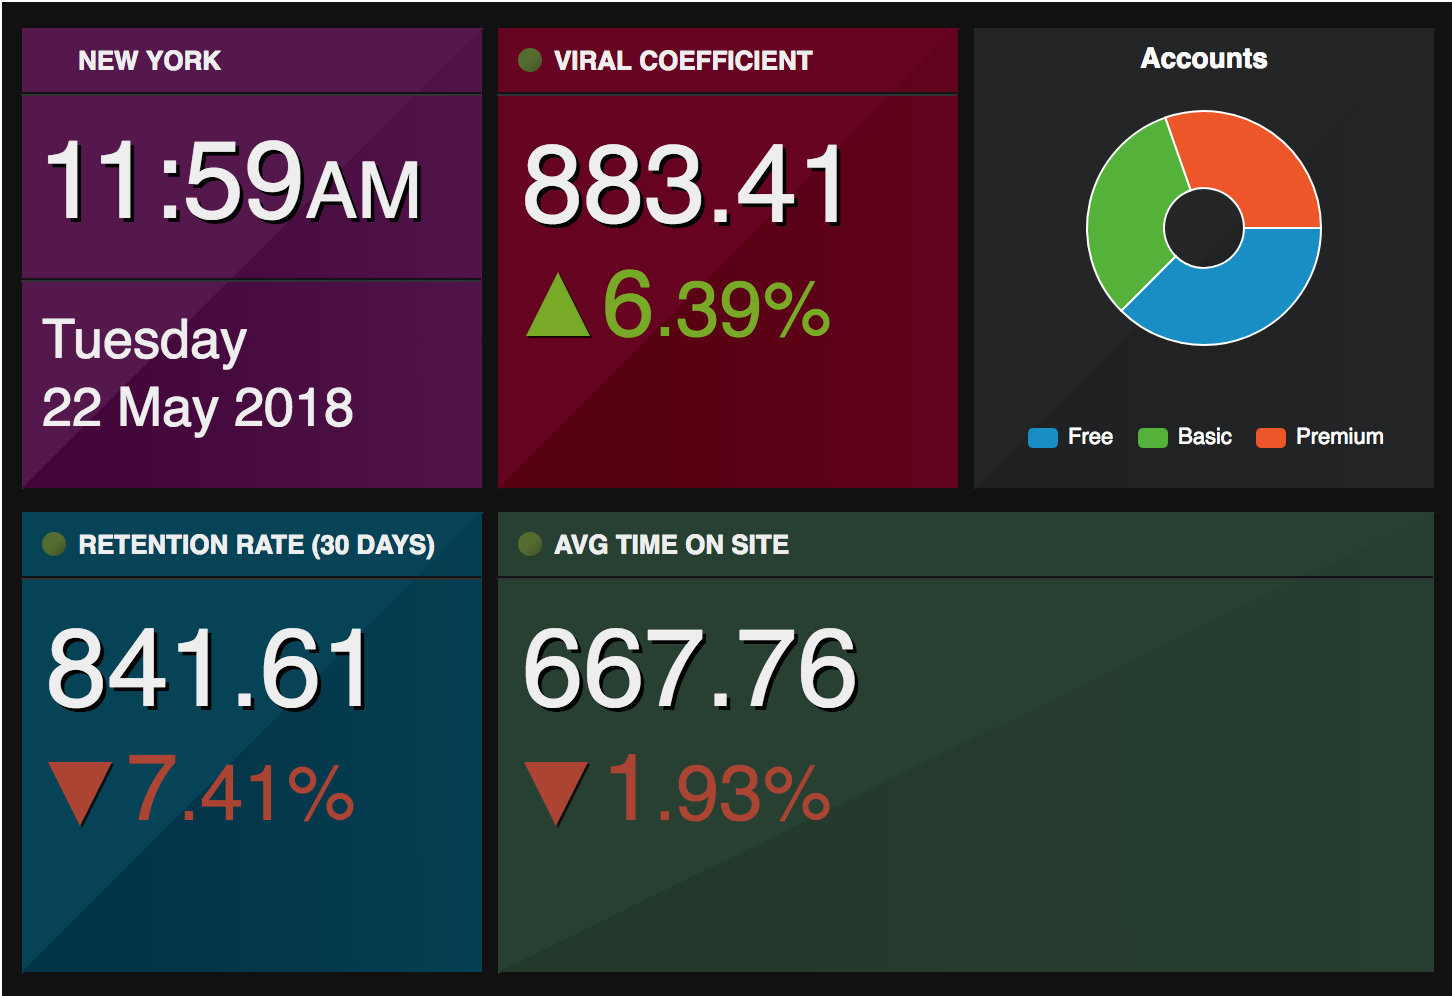 NEW YORK
11:59AM
Tuesday
22 May 2018
VIRAL COEFFICIENT
883.41
▲6.39%
Accounts
Free Basic Premium
RETENTION RATE (30 DAYS)
841.61
▼7.41%
AVG TIME ON SITE
667.76
▼1.93%